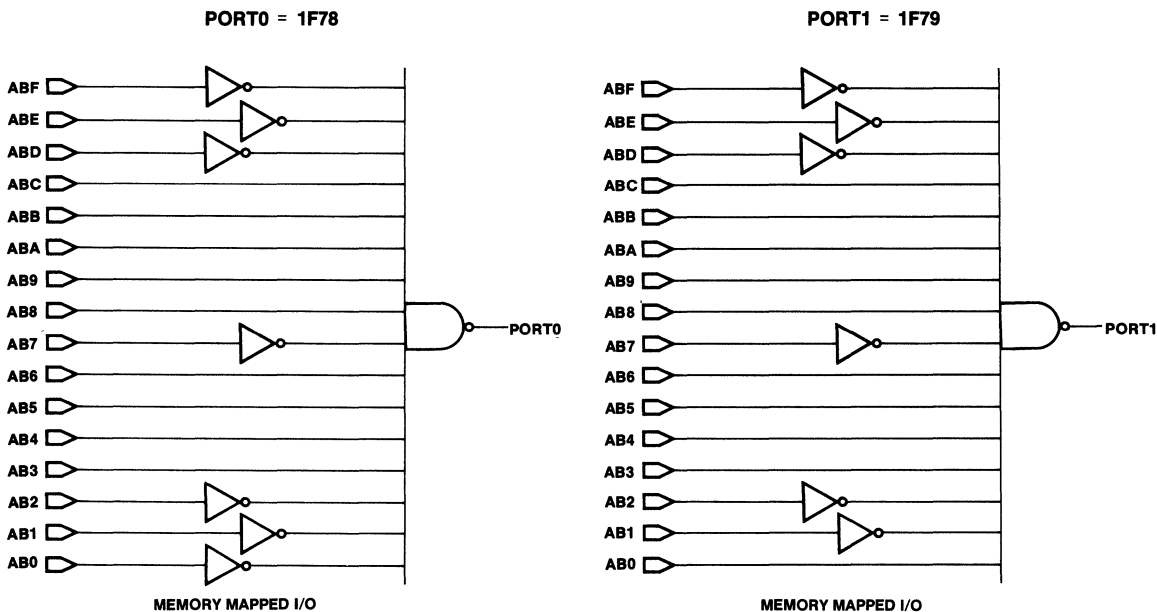 PORT0 = 1F78
ABF
ABE
ABD
ABC
ABB
ABA
AB9
AB8
AB7
AB6
AB5
AB4
AB3
AB2
AB1
AB0
PORT0
MEMORY MAPPED I/O
PORT1 = 1F79
ABF
ABE
ABD
ABC
ABB
ABA
AB9
AB8
AB7
AB6
AB5
AB4
AB3
AB2
AB1
AB0
PORT1
MEMORY MAPPED I/O